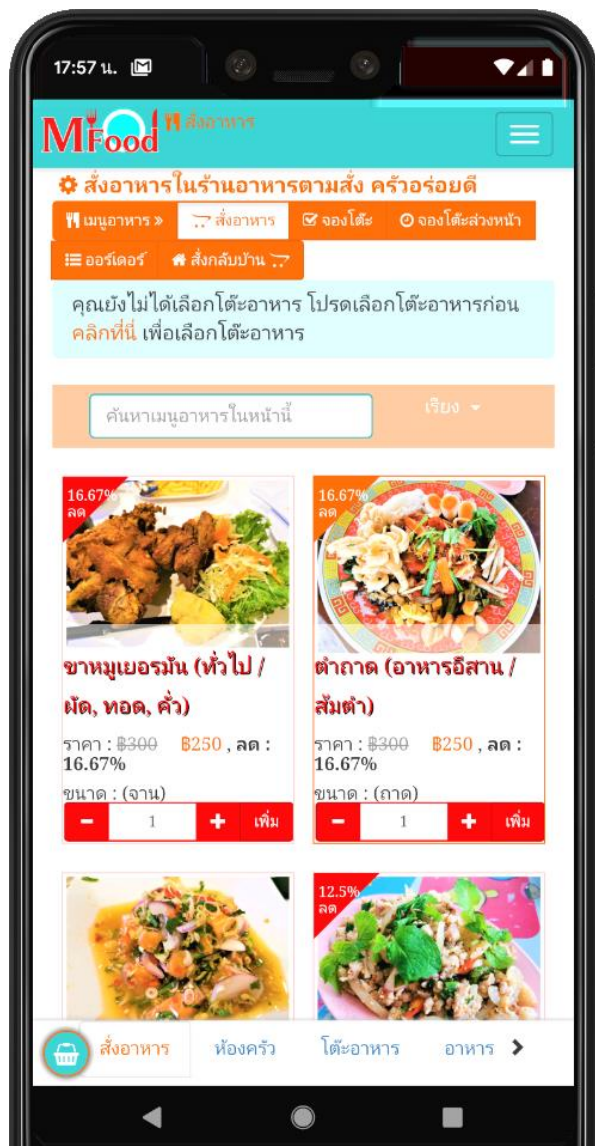 17:57 น.
MFood สั่งอาหาร
สั่งอาหารในร้านอาหารตามสั่ง ครัวอร่อยดี
เมนูอาหาร » สั่งอาหาร จองโต๊ะ จองโต๊ะล่วงหน้า
ออร์เดอร์ สั่งกลับบ้าน
คุณยังไม่ได้เลือกโต๊ะอาหาร โปรดเลือกโต๊ะอาหารก่อน
คลิกที่นี่ เพื่อเลือกโต๊ะอาหาร
ค้นหาเมนูอาหารในหน้านี้ เรียง
16.67%
ลด
ขาหมูเยอรมัน (ทั่วไป /
ผัด, ทอด, คั่ว)
ราคา : ฿300 ฿250 , ลด :
16.67%
ขนาด : (จาน)
- 1 + เพิ่ม
16.67%
ลด
ตำถาด (อาหารอีสาน /
ส้มตำ)
ราคา : ฿300 ฿250 , ลด :
16.67%
ขนาด : (ถาด)
- 1 + เพิ่ม
12.5%
ลด
สั่งอาหาร ห้องครัว โต๊ะอาหาร อาหาร